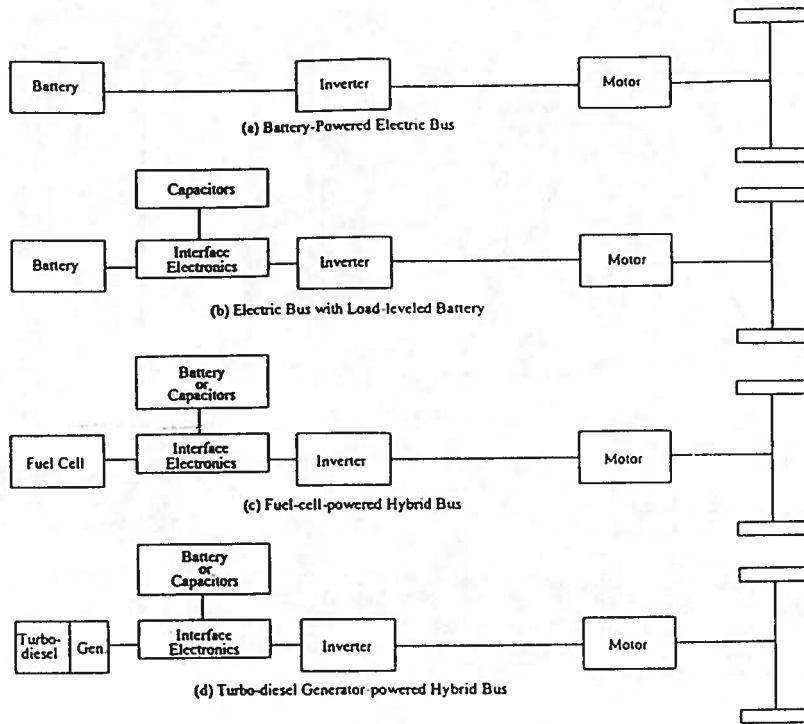 Battery
Inverter
Motor
(a) Battery-Powered Electric Bus
Capacitors
Battery
Interface
Electronics
Inverter
Motor
(b) Electric Bus with Load-leveled Battery
Battery
or
Capacitors
Fuel Cell
Interface
Electronics
Inverter
Motor
(c) Fuel-cell-powered Hybrid Bus
Battery
or
Capacitors
Turbo-
diesel
Gen.
Interface
Electronics
Inverter
Motor
(d) Turbo-diesel Generator-powered Hybrid Bus